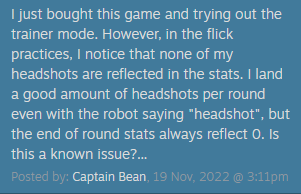 I just bought this game and trying out the
trainer mode. However, in the flick
practices, I notice that none of my
headshots are reflected in the stats. I land
a good amount of headshots per round
even with the robot saying "headshot", but
the end of round stats always reflect 0. Is
this a known issue?...
Posted by: Captain Bean, 19 Nov, 2022 @ 3:11pm